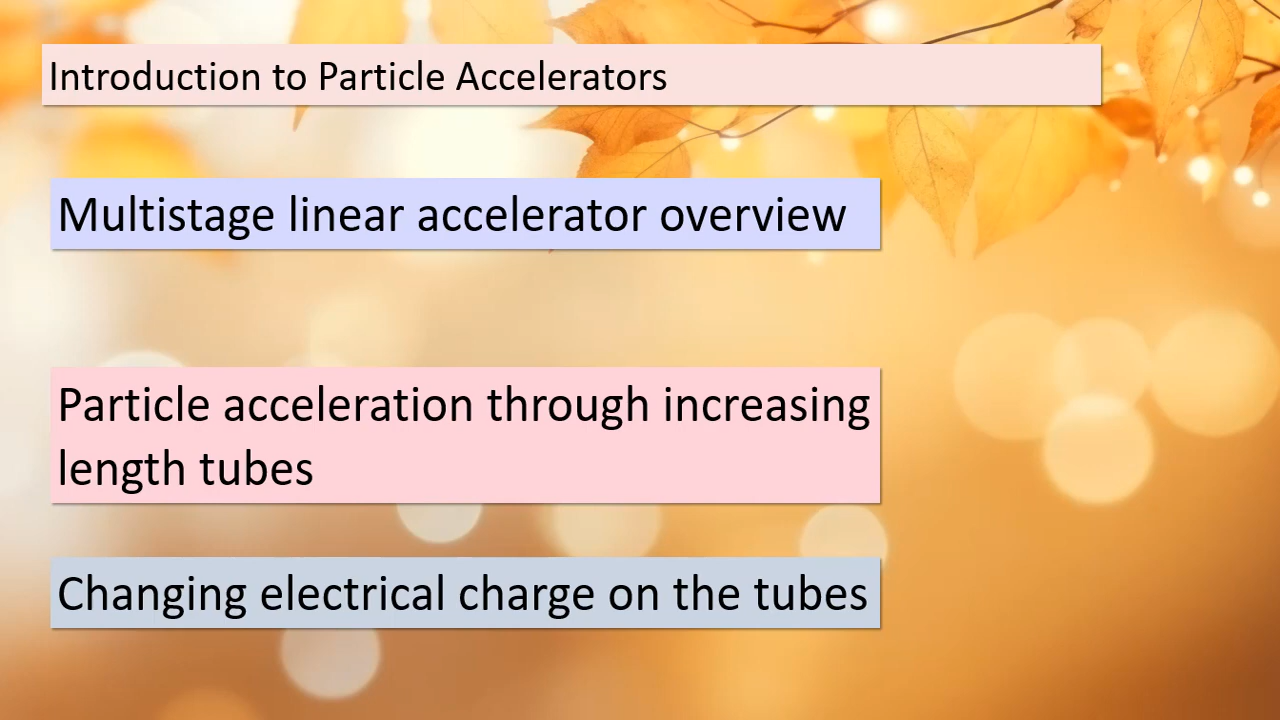 Introduction to Particle Accelerators
Multistage linear accelerator overview
Particle acceleration through increasing
length tubes
Changing electrical charge on the tubes